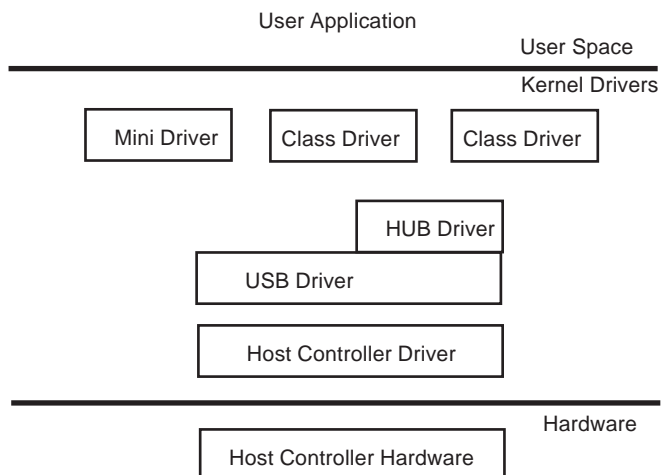 User Application
User Space
Kernel Drivers
Mini Driver
Class Driver
Class Driver
HUB Driver
USB Driver
Host Controller Driver
Hardware
Host Controller Hardware